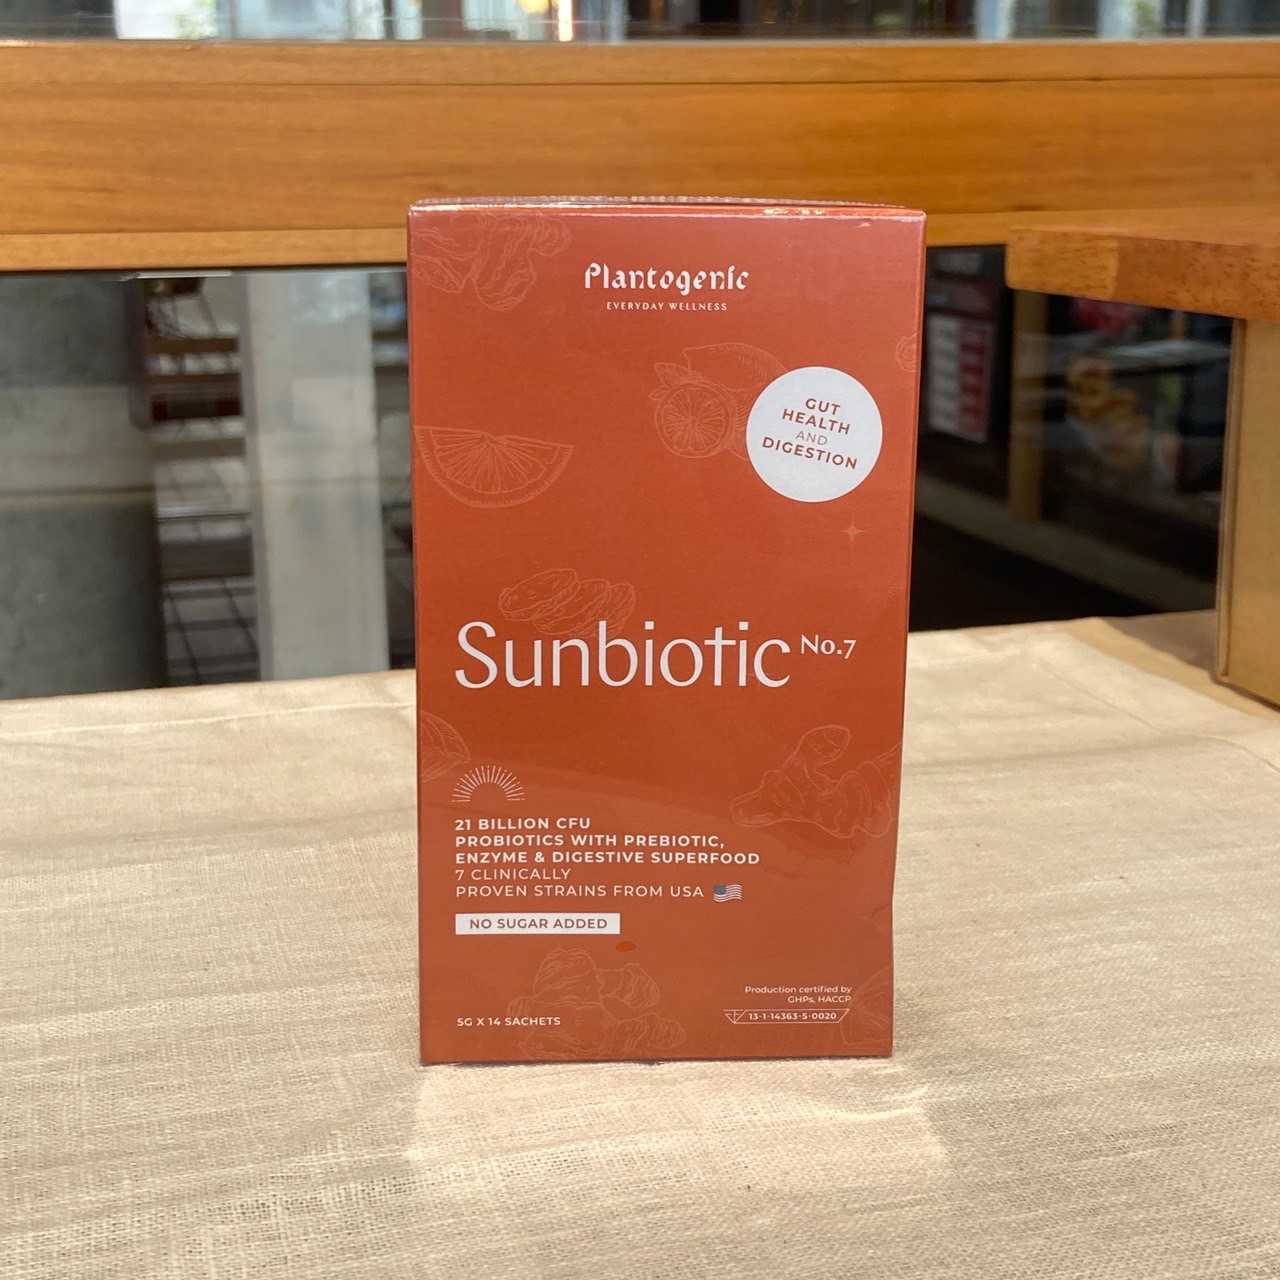 Plantogenic
EVERYDAY WELLNESS
GUT
HEALTH
AND
DIGESTION
Sunbiotic No.7
21 BILLION CFU
PROBIOTICS WITH PREBIOTIC,
ENZYME & DIGESTIVE SUPERFOOD
7 CLINICALLY
PROVEN STRAINS FROM USA
NO SUGAR ADDED
Production certified by
GHPs, HACCP
13-1-14363-5-0020
5G X 14 SACHETS